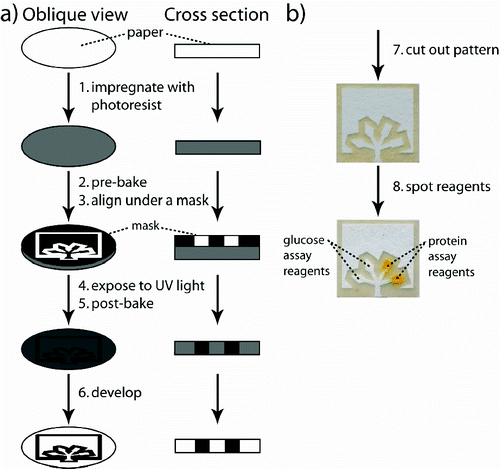 a) Oblique view Cross section
paper
1. impregnate with
photoresist
2. pre-bake
3. align under a mask
mask
4. expose to UV light
5. post-bake
6. develop
b)
7. cut out pattern
8. spot reagents
glucose
assay
reagents
protein
assay
reagents